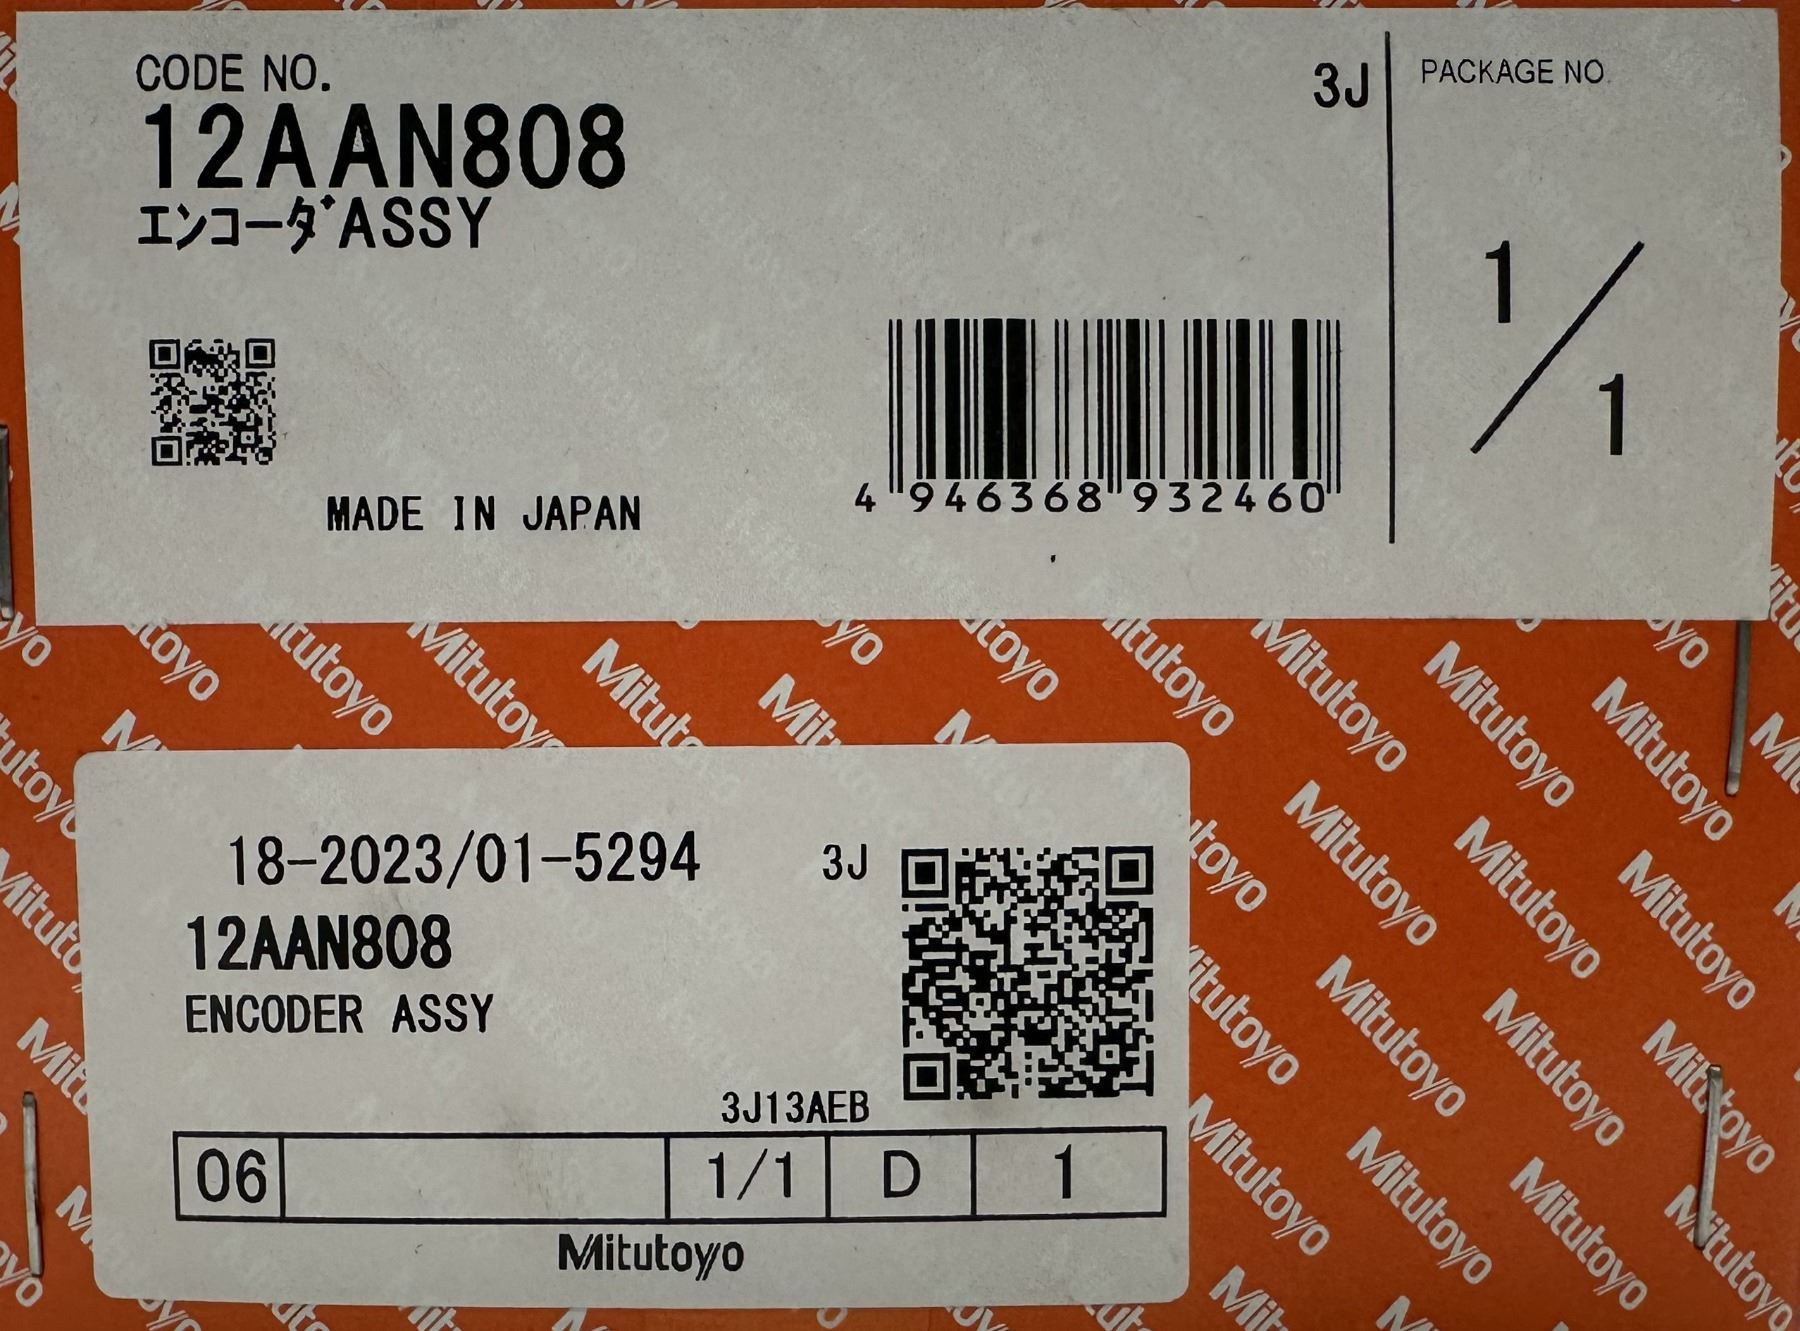 CODE NO.
12AAN808
エンコーダASSY
3J
PACKAGE NO.
1/1
MADE IN JAPAN
4 946368 932460
18-2023/01-5294
3J
12AAN808
ENCODER ASSY
3J13AEB
06 1/1 D 1
Mitutoyo
Mitutoyo